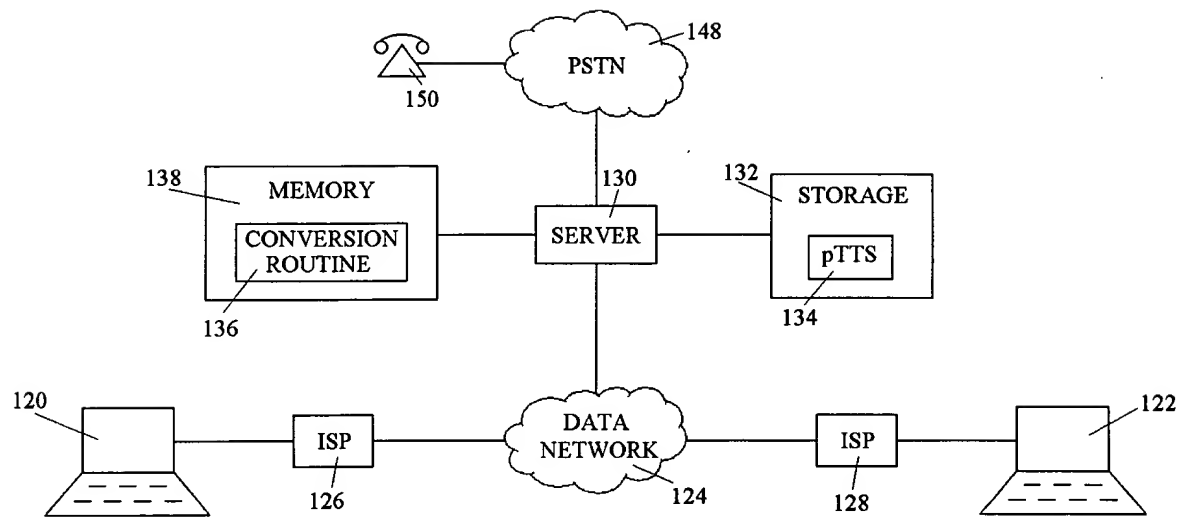 148
PSTN
150
138
MEMORY
CONVERSION
ROUTINE
136
130
SERVER
132
STORAGE
pTTS
134
120
ISP
126
DATA
NETWORK
124
ISP
128
122